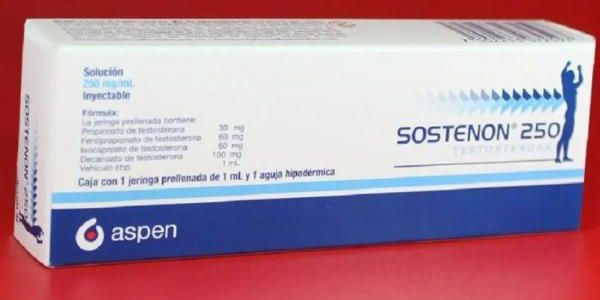 Solución
250 mg/mL
Inyectable
Fórmula:
La jeringa prellenada contiene:
Propionato de testosterona 30 mg
Fenilpropionato de testosterona 60 mg
Isocaproato de testosterona 60 mg
Decanoato de testosterona 100 mg
Vehículo cbp. 1 mL
Caja con 1 jeringa prellenada de 1 mL y 1 aguja hipodérmica
SOSTENON® 250
TESTOSTERONA
aspen
SOSTENON® 250